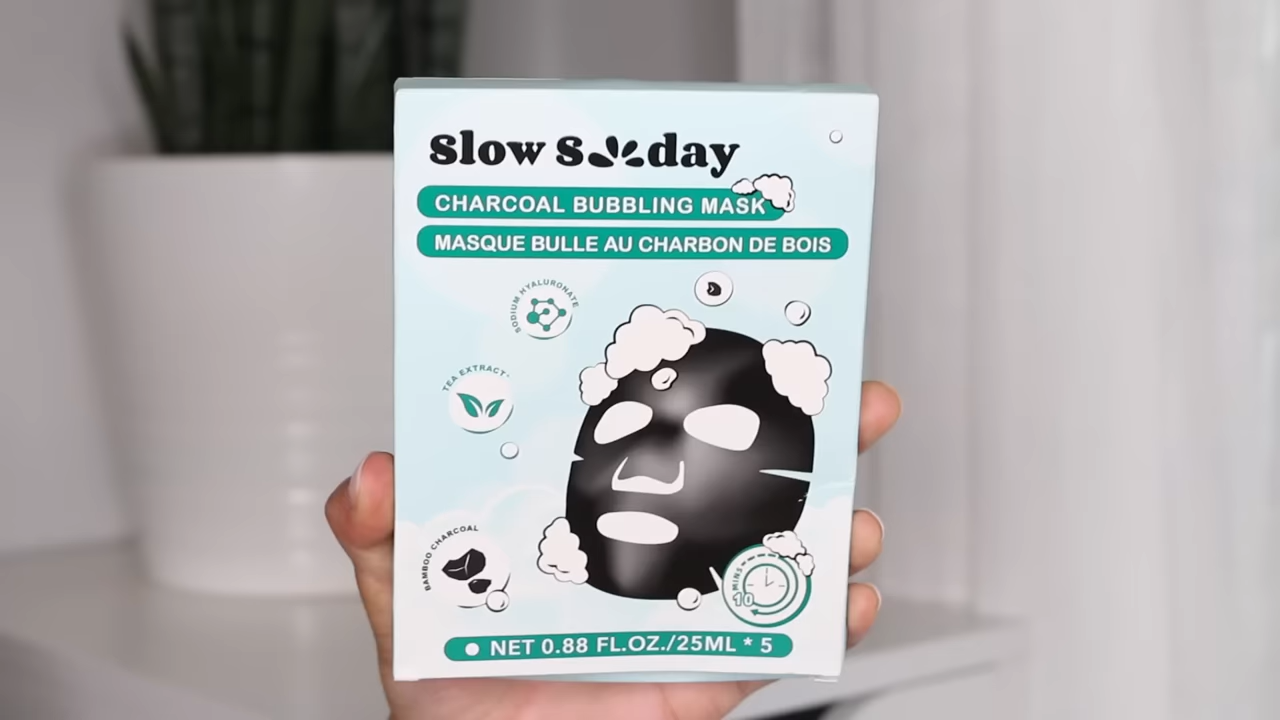 Slow Sunday
CHARCOAL BUBBLING MASK
MASQUE BULLE AU CHARBON DE BOIS
SODIUM HYALURONATE
TEA EXTRACT
BAMBOO CHARCOAL
10 MINS
NET 0.88 FL.OZ./25ML * 5